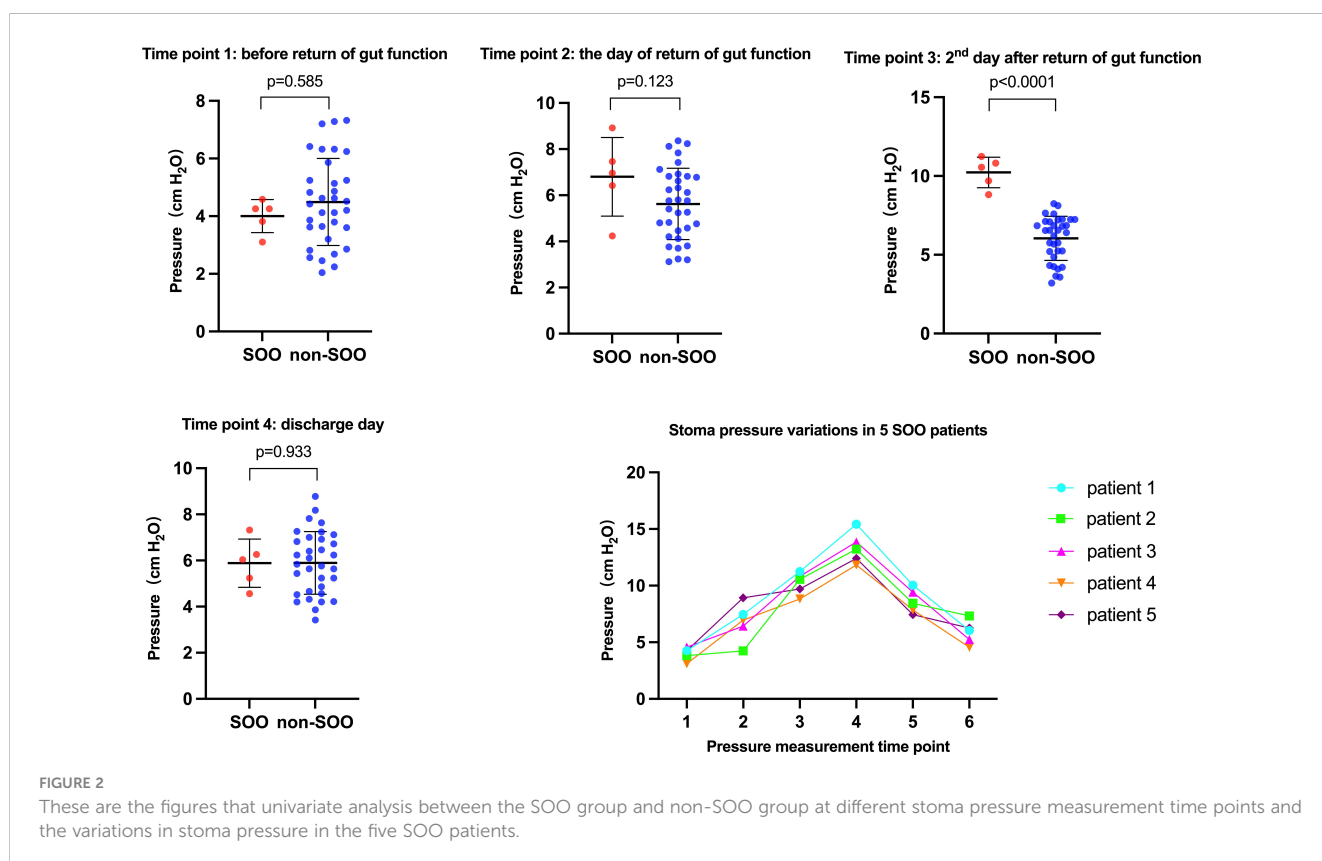 Time point 1: before return of gut function
p=0.585
Pressure (cm H₂O)
8
6
4
2
0
SOO non-SOO
Time point 2: the day of return of gut function
p=0.123
Pressure (cm H₂O)
10
8
6
4
2
0
SOO non-SOO
Time point 3: 2nd day after return of gut function
p<0.0001
Pressure (cm H₂O)
15
10
5
0
SOO non-SOO
Time point 4: discharge day
p=0.933
Pressure (cm H₂O)
10
8
6
4
2
0
SOO non-SOO
Stoma pressure variations in 5 SOO patients
Pressure (cm H₂O)
20
15
10
5
0
1 2 3 4 5 6
Pressure measurement time point
patient 1
patient 2
patient 3
patient 4
patient 5
FIGURE 2
These are the figures that univariate analysis between the SOO group and non-SOO group at different stoma pressure measurement time points and
the variations in stoma pressure in the five SOO patients.